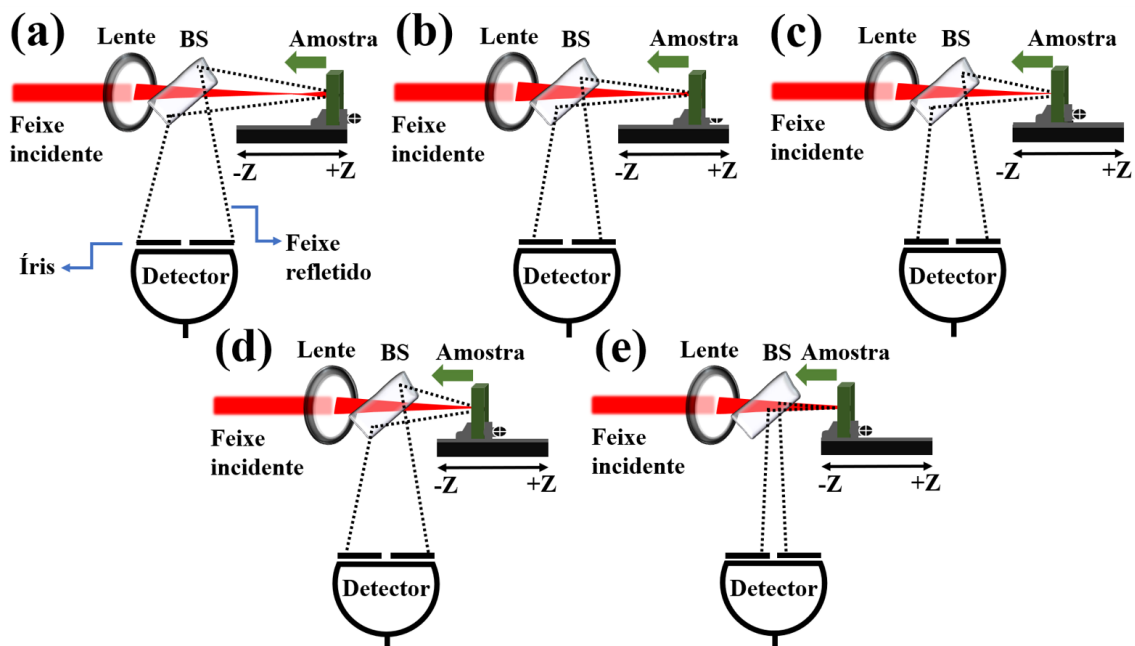 (a)
Lente
BS
Amostra
Feixe
incidente
-Z
+Z
Íris
Detector
Feixe
refletido
(b)
Lente
BS
Amostra
Feixe
incidente
-Z
+Z
Detector
(c)
Lente
BS
Amostra
Feixe
incidente
-Z
+Z
Detector
(d)
Lente
BS
Amostra
Feixe
incidente
-Z
+Z
Detector
(e)
Lente
BS
Amostra
Feixe
incidente
-Z
+Z
Detector